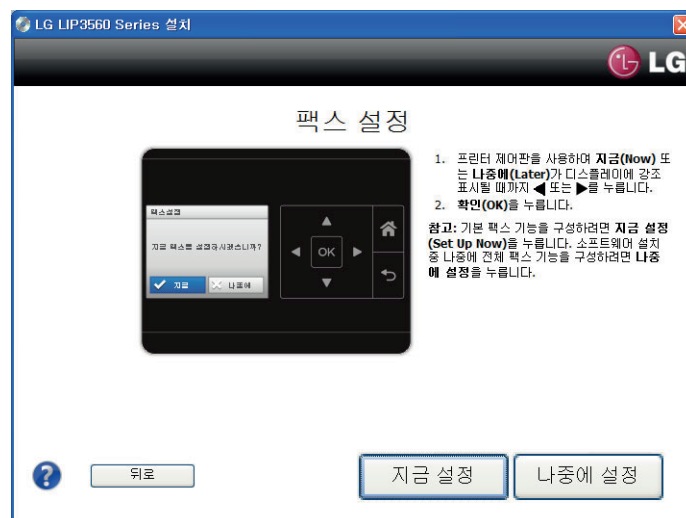 LG LIP3560 Series 설치
LG
팩스 설정
팩스설정
지금 팩스를 설정하시겠습니까?
지금
나중에
OK
1. 프린터 제어판을 사용하여 지금(Now) 또
는 나중에(Later)가 디스플레이에 강조
표시될 때까지 ◀ 또는 ▶를 누릅니다.
2. 확인(OK)을 누릅니다.
참고: 기본 팩스 기능을 구성하려면 지금 설정
(Set Up Now)을 누릅니다. 소프트웨어 설치
중 나중에 전체 팩스 기능을 구성하려면 나중
에 설정을 누릅니다.
뒤로
지금 설정
나중에 설정